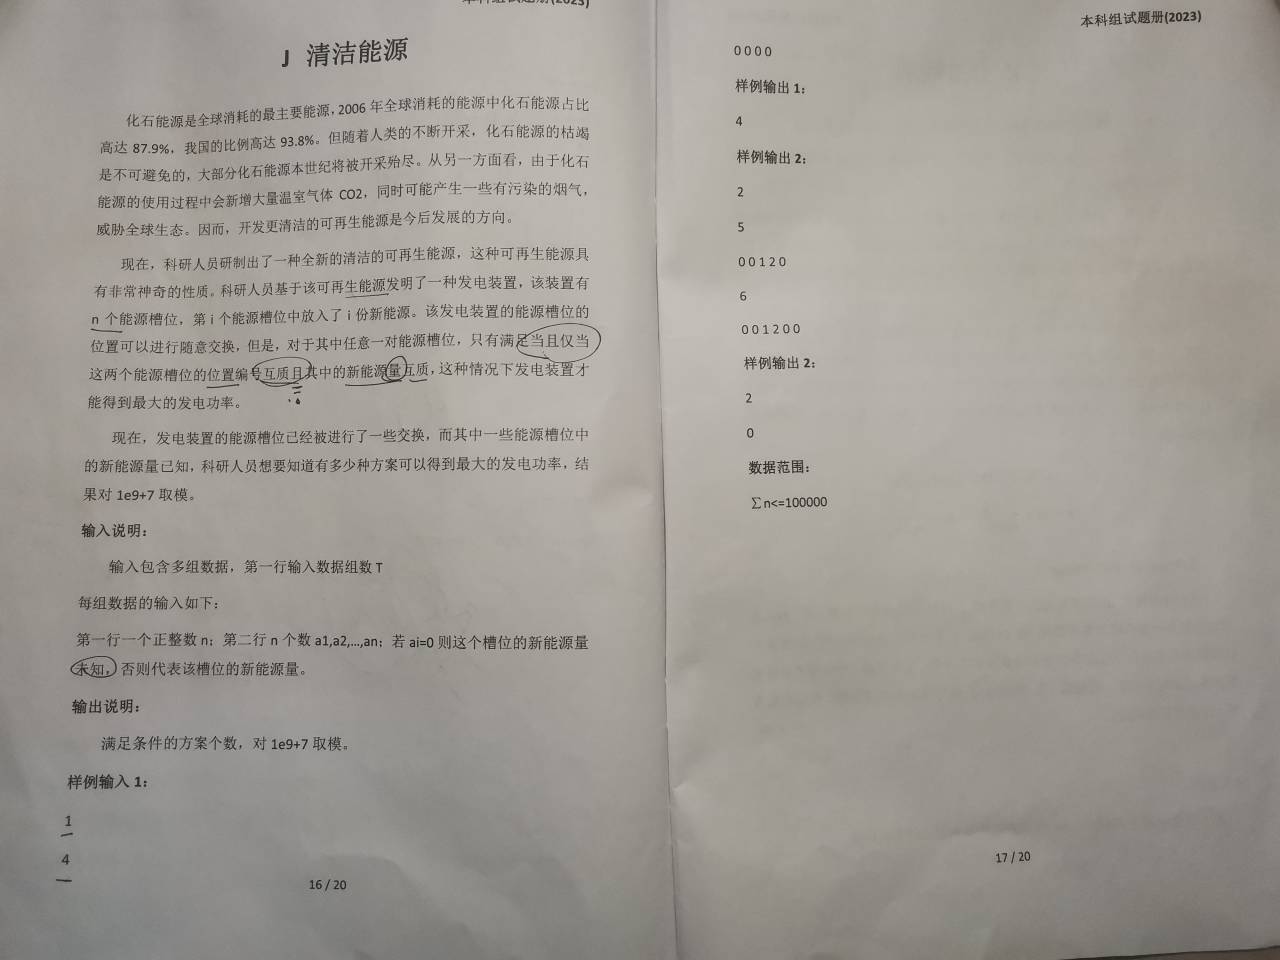 本科组试题册(2023)
J 清洁能源
化石能源是全球消耗的最主要能源，2006 年全球消耗的能源中化石能源占比
高达 87.9%，我国的比例高达 93.8%。但随着人类的不断开采，化石能源的枯竭
是不可避免的，大部分化石能源本世纪将被开采殆尽。从另一方面看，由于化石
能源的使用过程中会新增大量温室气体 CO2，同时可能产生一些有污染的烟气，
威胁全球生态。因而，开发更清洁的可再生能源是今后发展的方向。
现在，科研人员研制出了一种全新的清洁的可再生能源，这种可再生能源具
有非常神奇的性质。科研人员基于该可再生能源发明了一种发电装置，该装置有
n 个能源槽位，第 i 个能源槽位中放入了 i 份新能源。该发电装置的能源槽位的
位置可以进行随意交换，但是，对于其中任意一对能源槽位，只有满足当且仅当
这两个能源槽位的位置编号互质且其中的新能源量互质，这种情况下发电装置才
能得到最大的发电功率。
现在，发电装置的能源槽位已经被进行了一些交换，而其中一些能源槽位中
的新能源量已知，科研人员想要知道有多少种方案可以得到最大的发电功率，结
果对 1e9+7 取模。
输入说明：
输入包含多组数据，第一行输入数据组数 T
每组数据的输入如下：
第一行一个正整数 n；第二行 n 个数 a1,a2,...,an；若 ai=0 则这个槽位的新能源量
未知，否则代表该槽位的新能源量。
输出说明：
满足条件的方案个数，对 1e9+7 取模。
样例输入 1：
1
4
16 / 20
本科组试题册(2023)
0 0 0 0
样例输出 1：
4
样例输出 2：
2
5
0 0 1 2 0
6
0 0 1 2 0 0
样例输出 2：
2
0
数据范围：
∑n<=100000
17 / 20